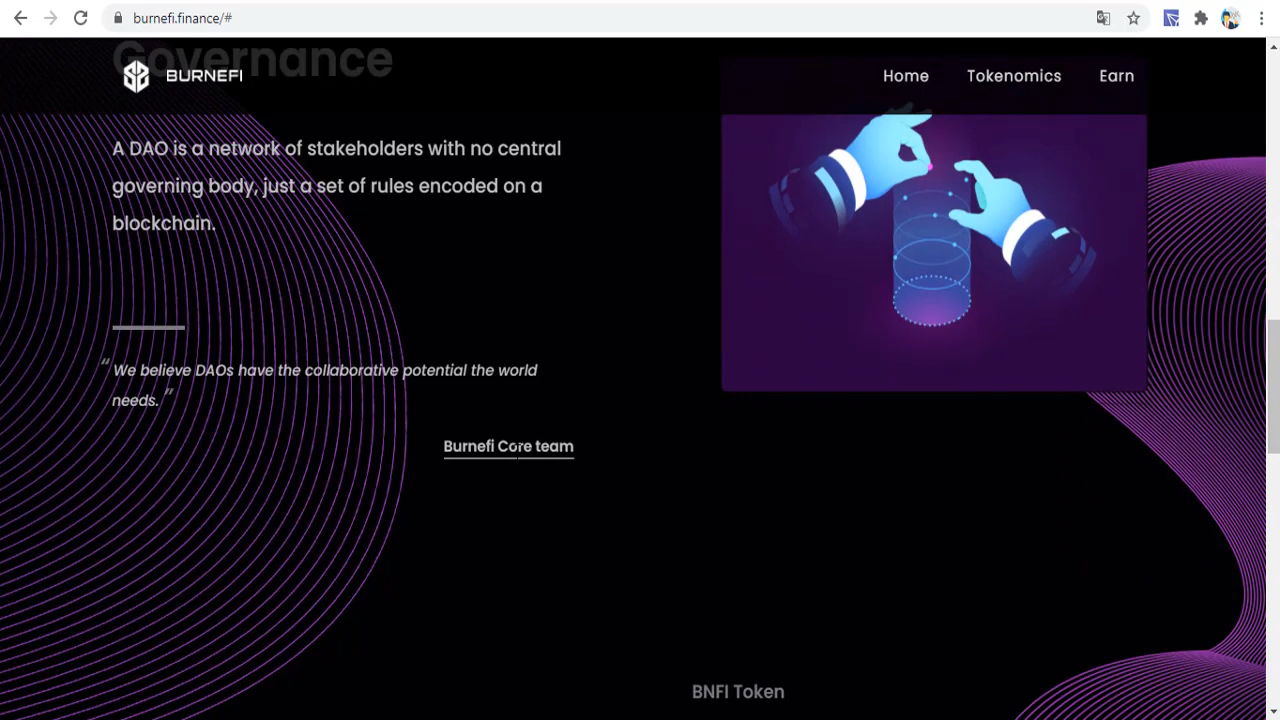 burnefi.finance/#
Governance
BURNEFI
Home Tokenomics Earn
A DAO is a network of stakeholders with no central
governing body, just a set of rules encoded on a
blockchain.
“ We believe DAOs have the collaborative potential the world
needs. ”
Burnefi Core team
BNFI Token